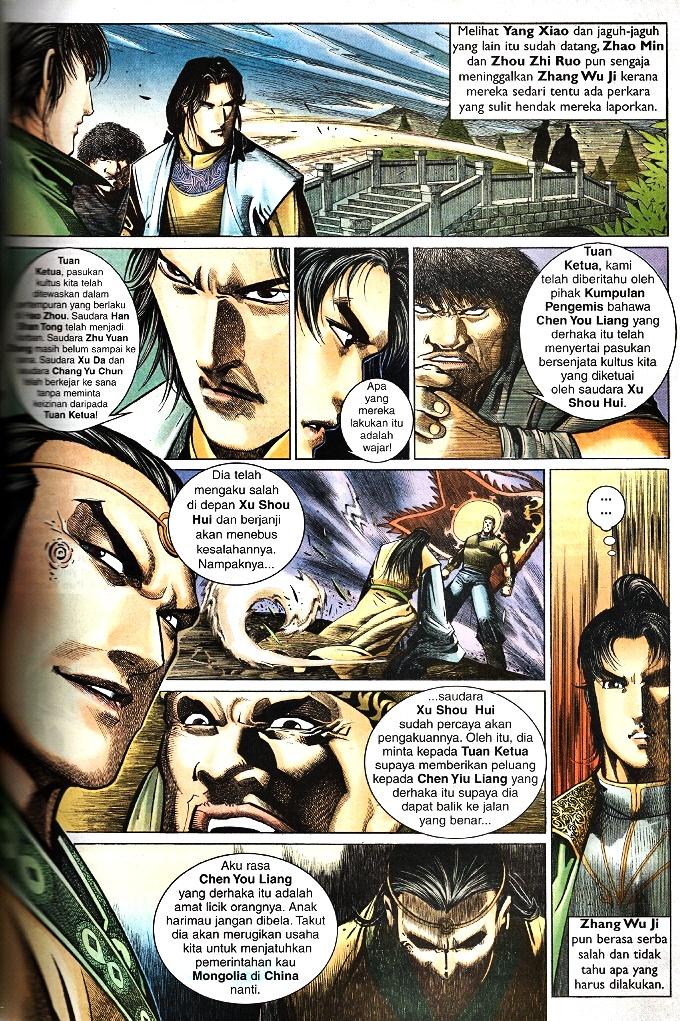 Melihat Yang Xiao dan jaguh-jaguh
yang lain itu sudah datang, Zhao Min
dan Zhou Zhi Ruo pun sengaja
meninggalkan Zhang Wu Ji kerana
mereka sedari tentu ada perkara
yang sulit hendak mereka laporkan.
Tuan
Ketua, pasukan
kultus kita telah
ditewaskan dalam
pertempuran yang berlaku
di Hao Zhou. Saudara Han
Shan Tong telah menjadi
korban. Saudara Zhu Yuan
masih belum sampai ke
sana. Saudara Xu Da dan
saudara Chang Yu Chun
telah berkejar ke sana
tanpa meminta
keizinan daripada
Tuan Ketua!
Apa
yang
mereka
lakukan itu
adalah
wajar!
Tuan
Ketua, kami
telah diberitahu oleh
pihak Kumpulan
Pengemis bahawa
Chen You Liang yang
derhaka itu telah
menyertai pasukan
bersenjata kultus kita
yang diketuai
oleh saudara Xu
Shou Hui.
Dia telah
mengaku salah
di depan Xu Shou
Hui dan berjanji
akan menebus
kesalahannya.
Nampaknya...
...
...
...saudara
Xu Shou Hui
sudah percaya akan
pengakuannya. Oleh itu, dia
minta kepada Tuan Ketua
supaya memberikan peluang
kepada Chen Yiu Liang yang
derhaka itu supaya dia
dapat balik ke jalan
yang benar...
Aku rasa
Chen You Liang
yang derhaka itu adalah
amat licik orangnya. Anak
harimau jangan dibela. Takut
dia akan merugikan usaha
kita untuk menjatuhkan
pemerintahan kau
Mongolia di China
nanti.
Zhang Wu Ji
pun berasa serba
salah dan tidak
tahu apa yang
harus dilakukan.